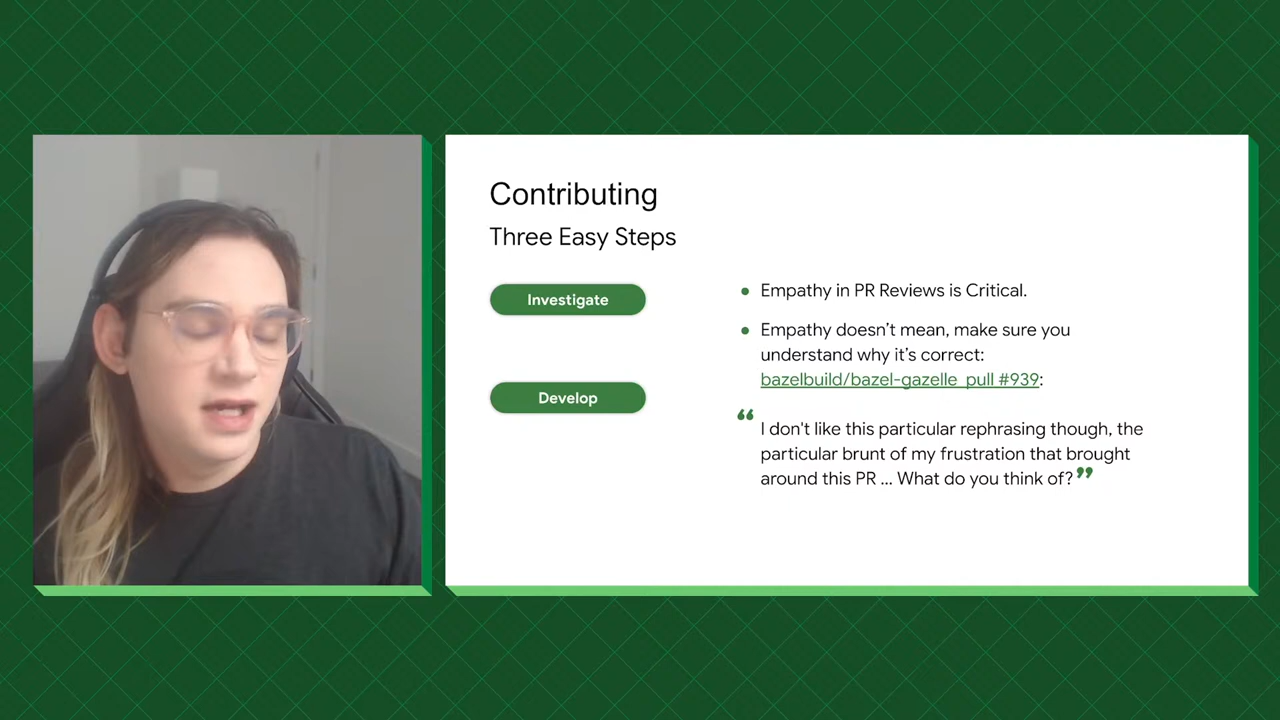 Contributing
Three Easy Steps
Investigate
Develop
• Empathy in PR Reviews is Critical.
• Empathy doesn’t mean, make sure you
understand why it’s correct:
bazelbuild/bazel-gazelle pull #939:
“ I don't like this particular rephrasing though, the
particular brunt of my frustration that brought
around this PR ... What do you think of? ”